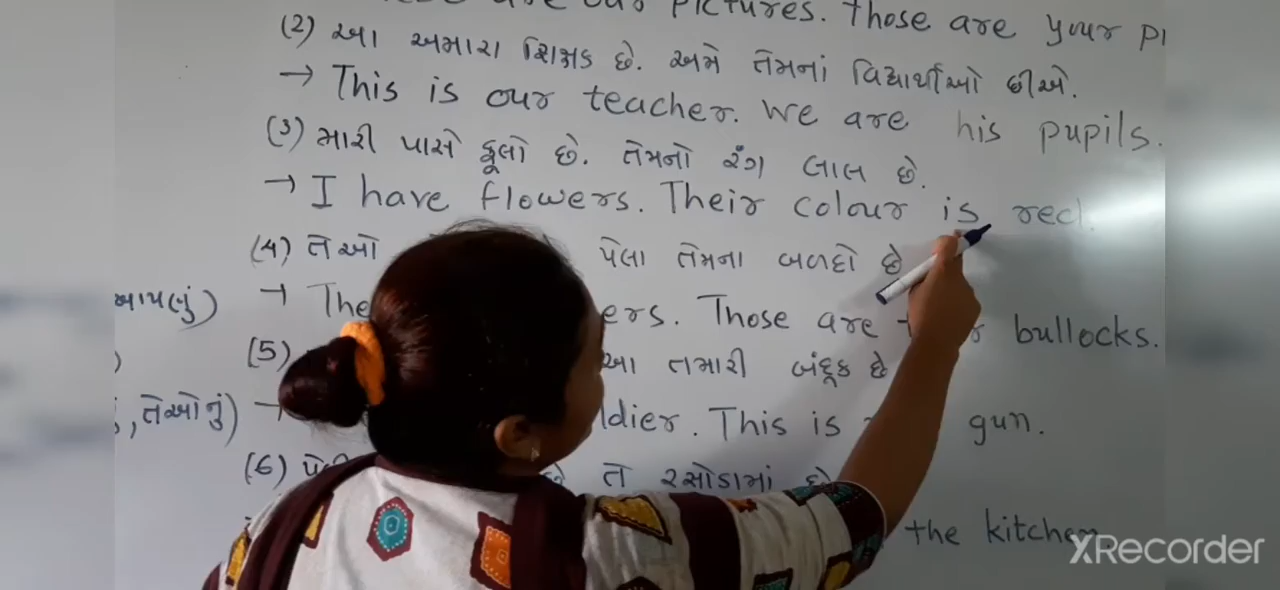 are our pictures. Those are your
(2) આ અમારા શિક્ષક છે. અમે તેમનાં વિદ્યાર્થીઓ છીએ.
→ This is our teacher. We are his pupils.
(3) મારી પાસે ફૂલો છે. તેમનો રંગ લાલ છે.
→ I have flowers. Their colour is red.
(4) તેઓ પેલા તેમના બળદો છે
→ The ers. Those are bullocks.
(5) આ તમારી બંદૂક છે
, તેઓનું) → ldier. This is gun.
(6) તે રસોડામાં છે
the kitchen
XRecorder